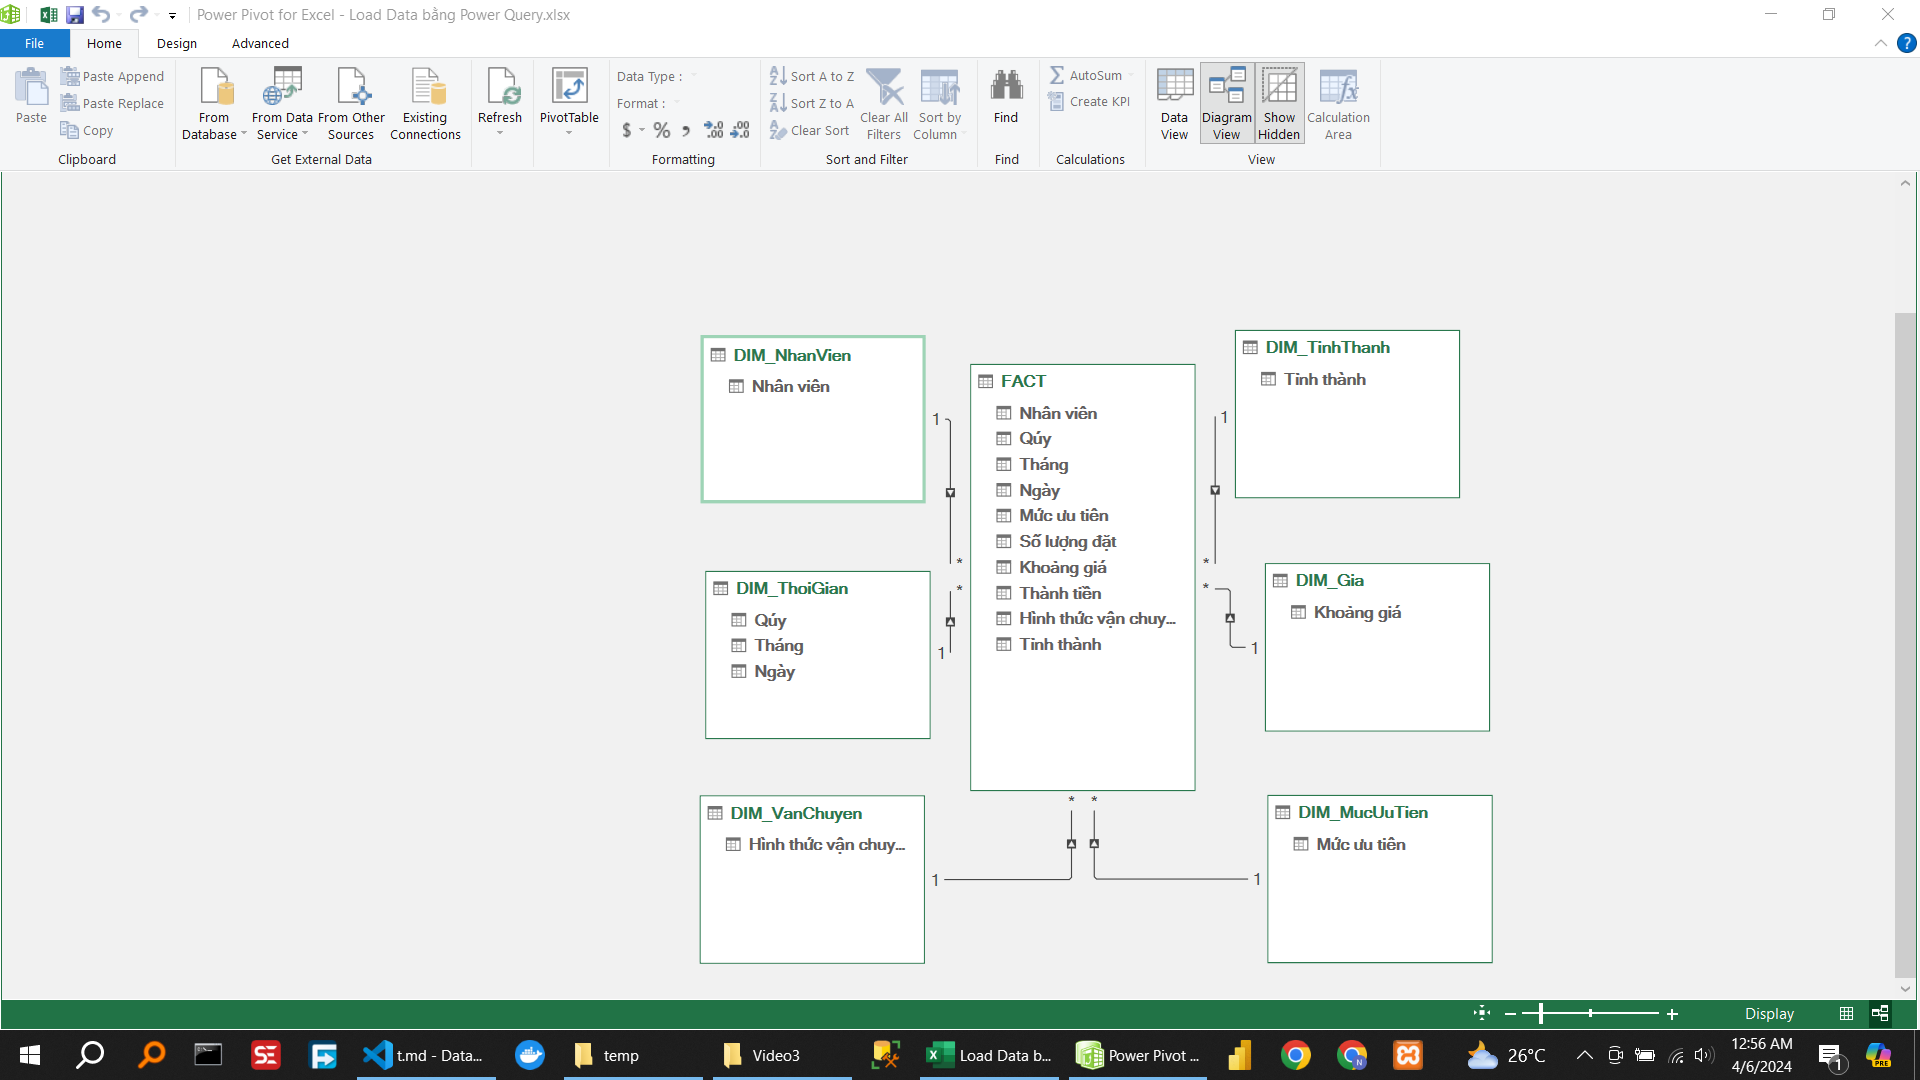 Power Pivot for Excel - Load Data bằng Power Query.xlsx
File Home Design Advanced
Paste
Paste Append
Paste Replace
Copy
Clipboard
From Database
From Data Service
From Other Sources
Existing Connections
Get External Data
Refresh
PivotTable
Data Type :
Format :
$ % ,
Formatting
Sort A to Z
Sort Z to A
Clear Sort
Clear All Filters
Sort by Column
Sort and Filter
Find
Find
AutoSum
Create KPI
Calculations
Data View
Diagram View
Show Hidden
Calculation Area
View
DIM_NhanVien
Nhân viên
1
*
FACT
Nhân viên
Qúy
Tháng
Ngày
Mức ưu tiên
Số lượng đặt
Khoảng giá
Thành tiền
Hình thức vận chuy...
Tỉnh thành
DIM_TinhThanh
Tỉnh thành
1
*
DIM_ThoiGian
Qúy
Tháng
Ngày
*
1
DIM_Gia
Khoảng giá
*
1
DIM_VanChuyen
Hình thức vận chuy...
1
*
DIM_MucUuTien
Mức ưu tiên
*
1
Display
t.md - Data...
temp
Video3
Load Data b...
Power Pivot ...
26°C
12:56 AM
4/6/2024
1